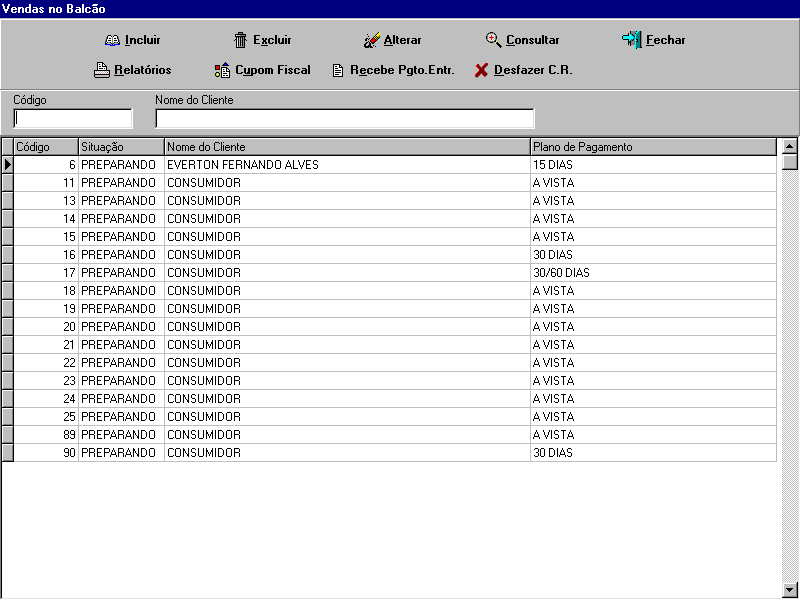 Vendas no Balcão
Incluir Excluir Alterar Consultar Fechar
Relatórios Cupom Fiscal Recebe Pgto.Entr. Desfazer C.R.
Código Nome do Cliente
Código Situação Nome do Cliente Plano de Pagamento
6 PREPARANDO EVERTON FERNANDO ALVES 15 DIAS
11 PREPARANDO CONSUMIDOR A VISTA
13 PREPARANDO CONSUMIDOR A VISTA
14 PREPARANDO CONSUMIDOR A VISTA
15 PREPARANDO CONSUMIDOR A VISTA
16 PREPARANDO CONSUMIDOR 30 DIAS
17 PREPARANDO CONSUMIDOR 30/60 DIAS
18 PREPARANDO CONSUMIDOR A VISTA
19 PREPARANDO CONSUMIDOR A VISTA
20 PREPARANDO CONSUMIDOR A VISTA
21 PREPARANDO CONSUMIDOR A VISTA
22 PREPARANDO CONSUMIDOR A VISTA
23 PREPARANDO CONSUMIDOR A VISTA
24 PREPARANDO CONSUMIDOR A VISTA
25 PREPARANDO CONSUMIDOR A VISTA
89 PREPARANDO CONSUMIDOR A VISTA
90 PREPARANDO CONSUMIDOR 30 DIAS